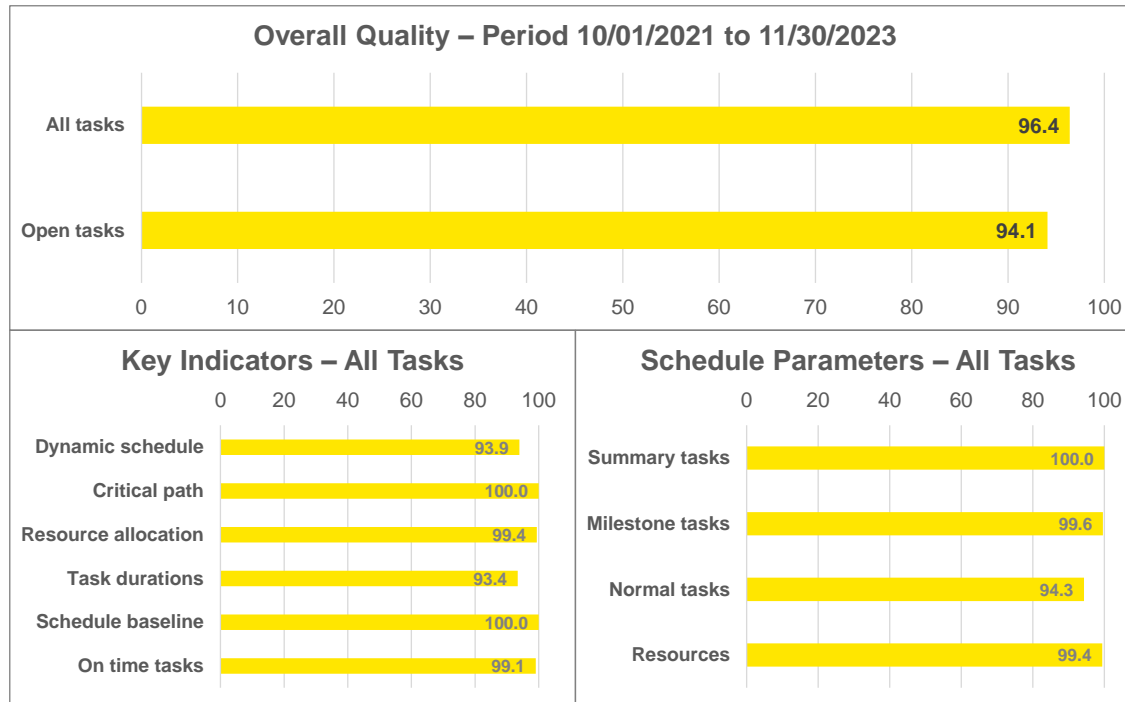 Overall Quality – Period 10/01/2021 to 11/30/2023
All tasks
96.4
Open tasks
94.1
0 10 20 30 40 50 60 70 80 90 100
Key Indicators – All Tasks
0 20 40 60 80 100
Dynamic schedule 93.9
Critical path 100.0
Resource allocation 99.4
Task durations 93.4
Schedule baseline 100.0
On time tasks 99.1
Schedule Parameters – All Tasks
0 20 40 60 80 100
Summary tasks 100.0
Milestone tasks 99.6
Normal tasks 94.3
Resources 99.4